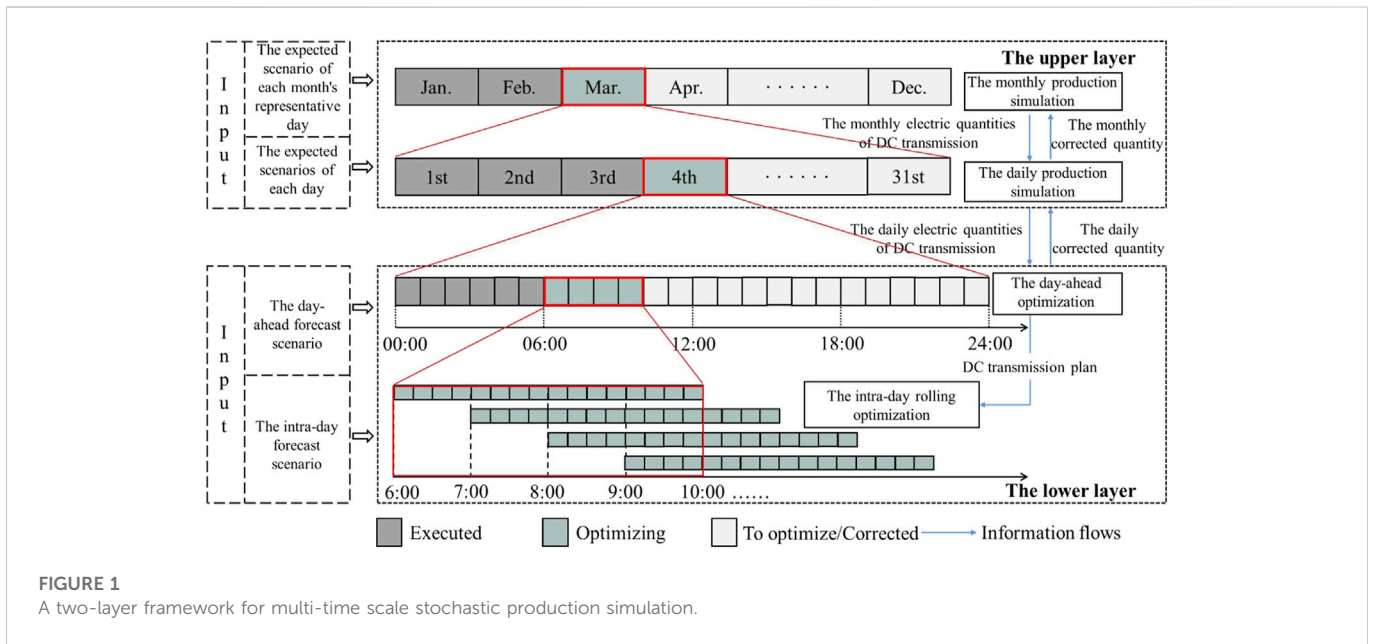 Input
The expected
scenario of
each month's
representative
day
The expected
scenarios of
each day
The upper layer
Jan.
Feb.
Mar.
Apr.
······
Dec.
The monthly production
simulation
The monthly electric quantities
of DC transmission
The monthly
corrected quantity
1st
2nd
3rd
4th
······
31st
The daily production
simulation
The daily electric quantities
of DC transmission
The daily
corrected quantity
Input
The day-
ahead forecast
scenario
The intra-day
forecast
scenario
The day-ahead
optimization
00:00
06:00
12:00
18:00
24:00
DC transmission plan
The intra-day rolling
optimization
6:00
7:00
8:00
9:00
10:00
......
The lower layer
Executed
Optimizing
To optimize/Corrected
Information flows
FIGURE 1
A two-layer framework for multi-time scale stochastic production simulation.